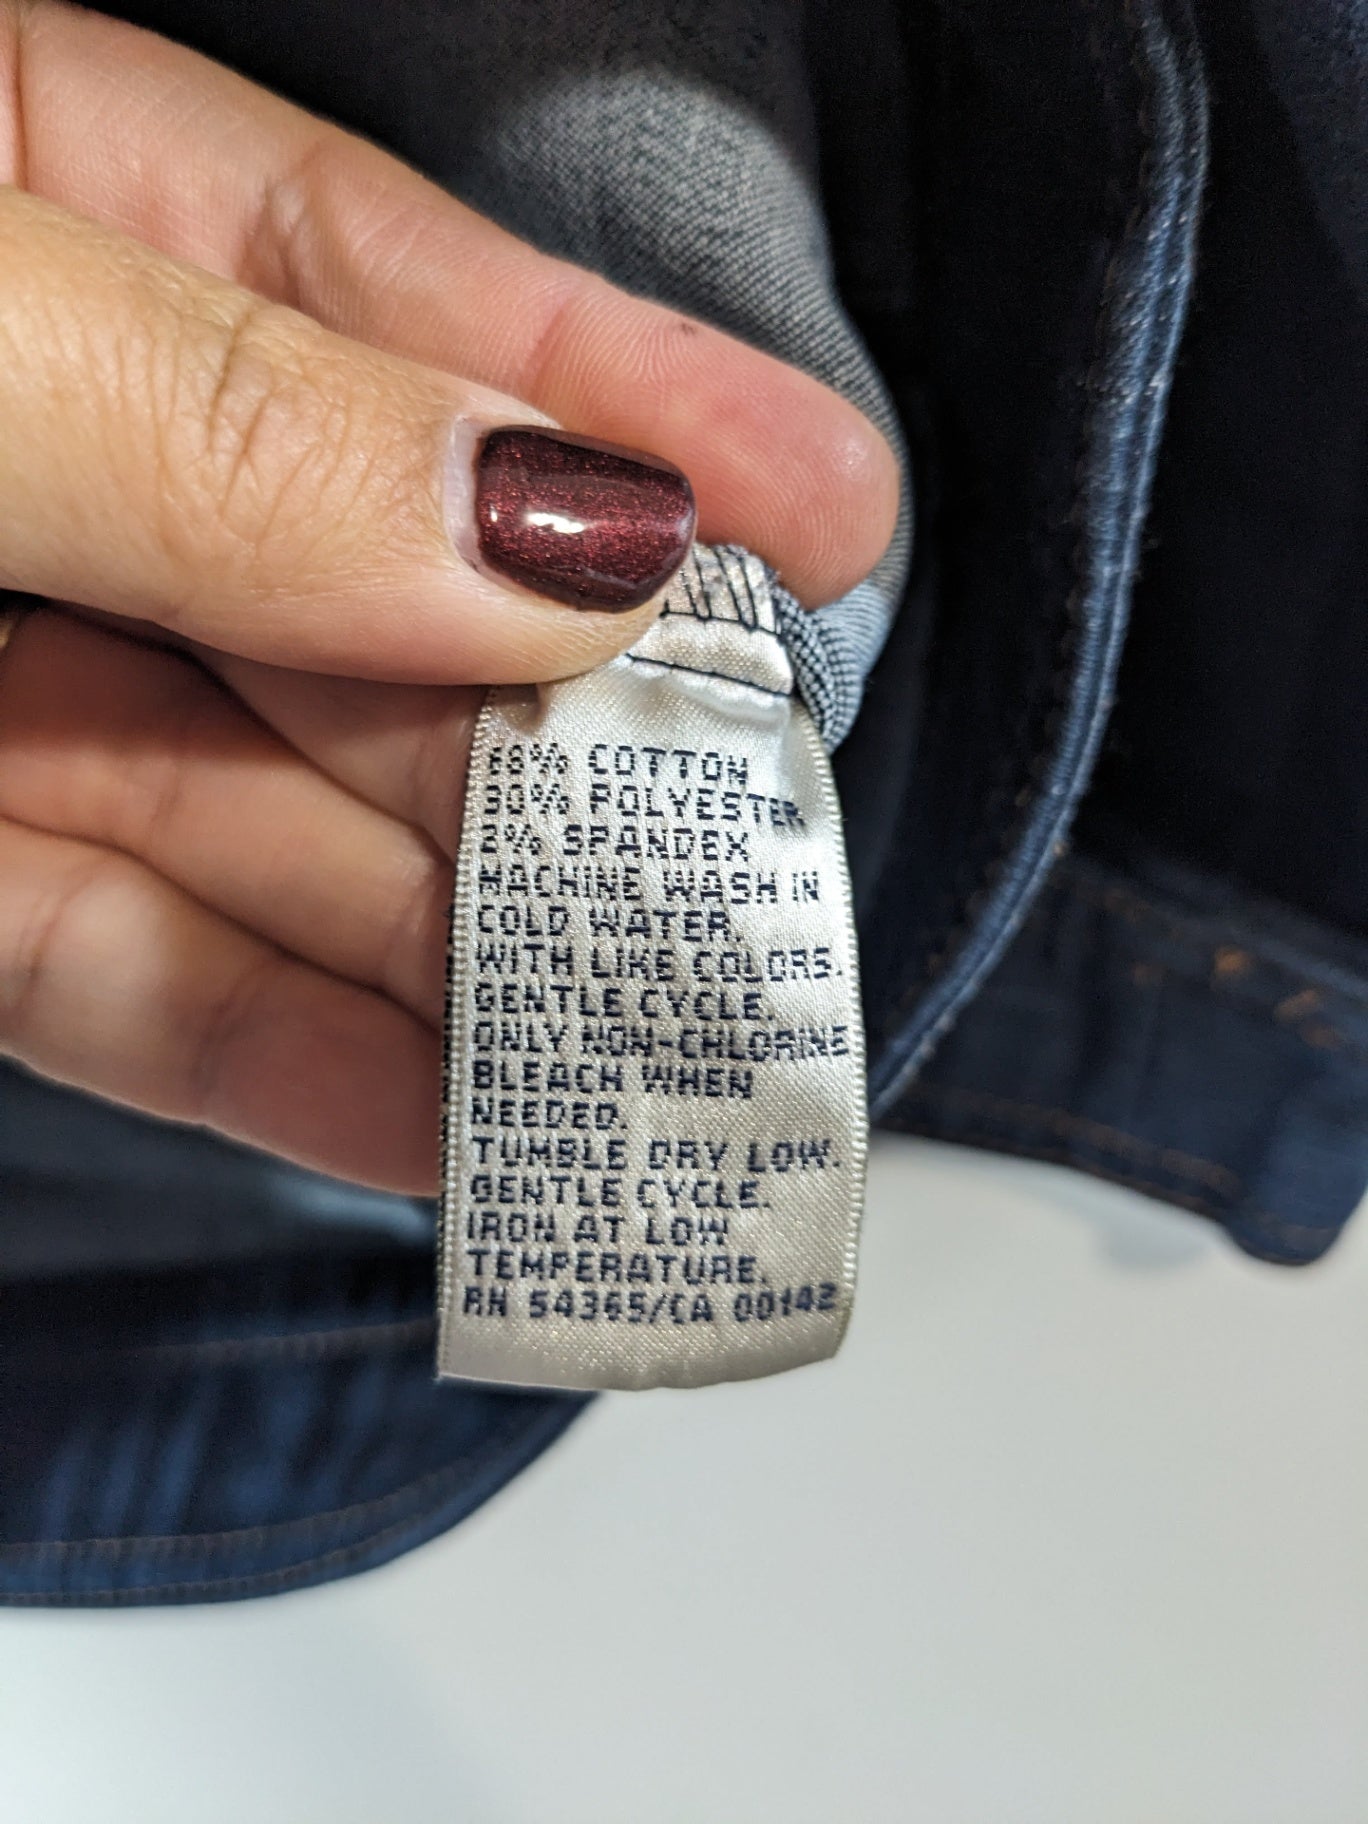 68% COTTON
30% POLYESTER
2% SPANDEX
MACHINE WASH IN
COLD WATER.
WITH LIKE COLORS.
GENTLE CYCLE.
ONLY NON-CHLORINE
BLEACH WHEN
NEEDED.
TUMBLE DRY LOW.
GENTLE CYCLE.
IRON AT LOW
TEMPERATURE.
RN 54365/CA 00142